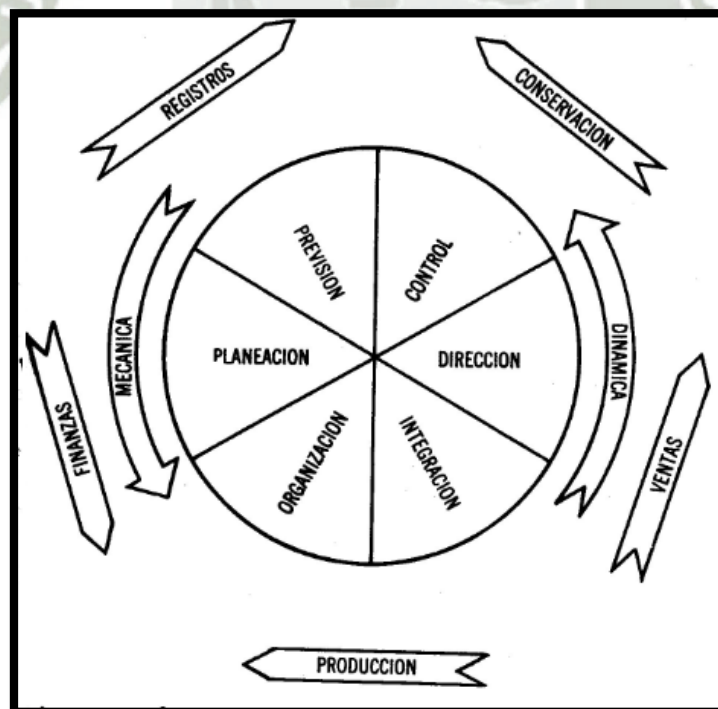 REGISTROS
CONSERVACION
PREVISION
CONTROL
MECANICA
PLANEACION
DIRECCION
DINAMICA
FINANZAS
VENTAS
ORGANIZACION
INTEGRACION
PRODUCCION